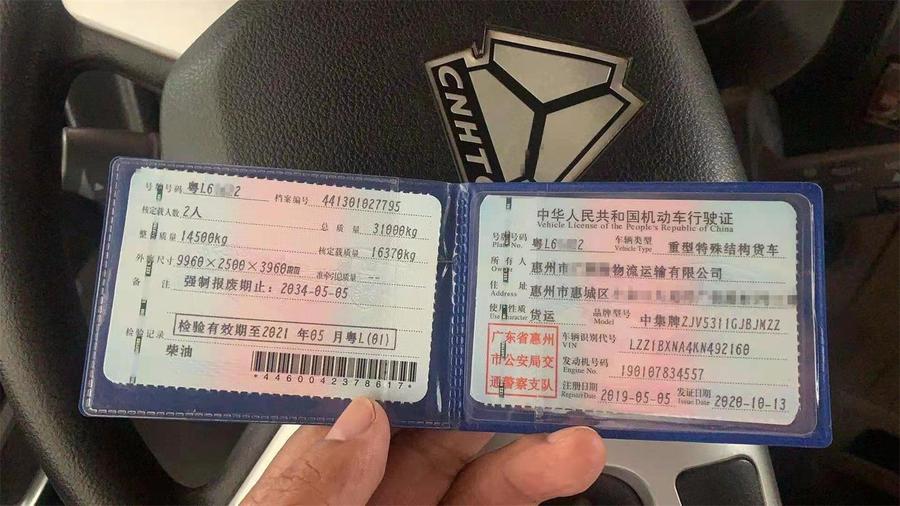 CNHT
号牌号码 粤L6 2 档案编号 441301027795
核定载人数 2人 总 质 量 31000kg
整备质量 14500kg 核定载质量 16370kg
外廓尺寸 9960×2500×3960mm 准牵引总质量 --
备 注 强制报废期止：2034-05-05
检验记录 检验有效期至2021 年05 月粤L(01)
柴油
*4460042378617*
中华人民共和国机动车行驶证
Vehicle License of the People's Republic of China
号牌号码 粤L6 2 车辆类型 重型特殊结构货车
Plate No. Vehicle Type
所 有 人 惠州市 物流运输有限公司
Owner
住 址 惠州市惠城区
Address
使用性质 货运 品牌型号 中集牌ZJV5311GJBJMZZ
Use Character Model
广东省惠州
市公安局交
通警察支队
车辆识别代号 LZZ1BXNA4KN492160
VIN
发动机号码 190107834557
Engine No.
注册日期 2019-05-05 发证日期 2020-10-13
Register Date Issue Date